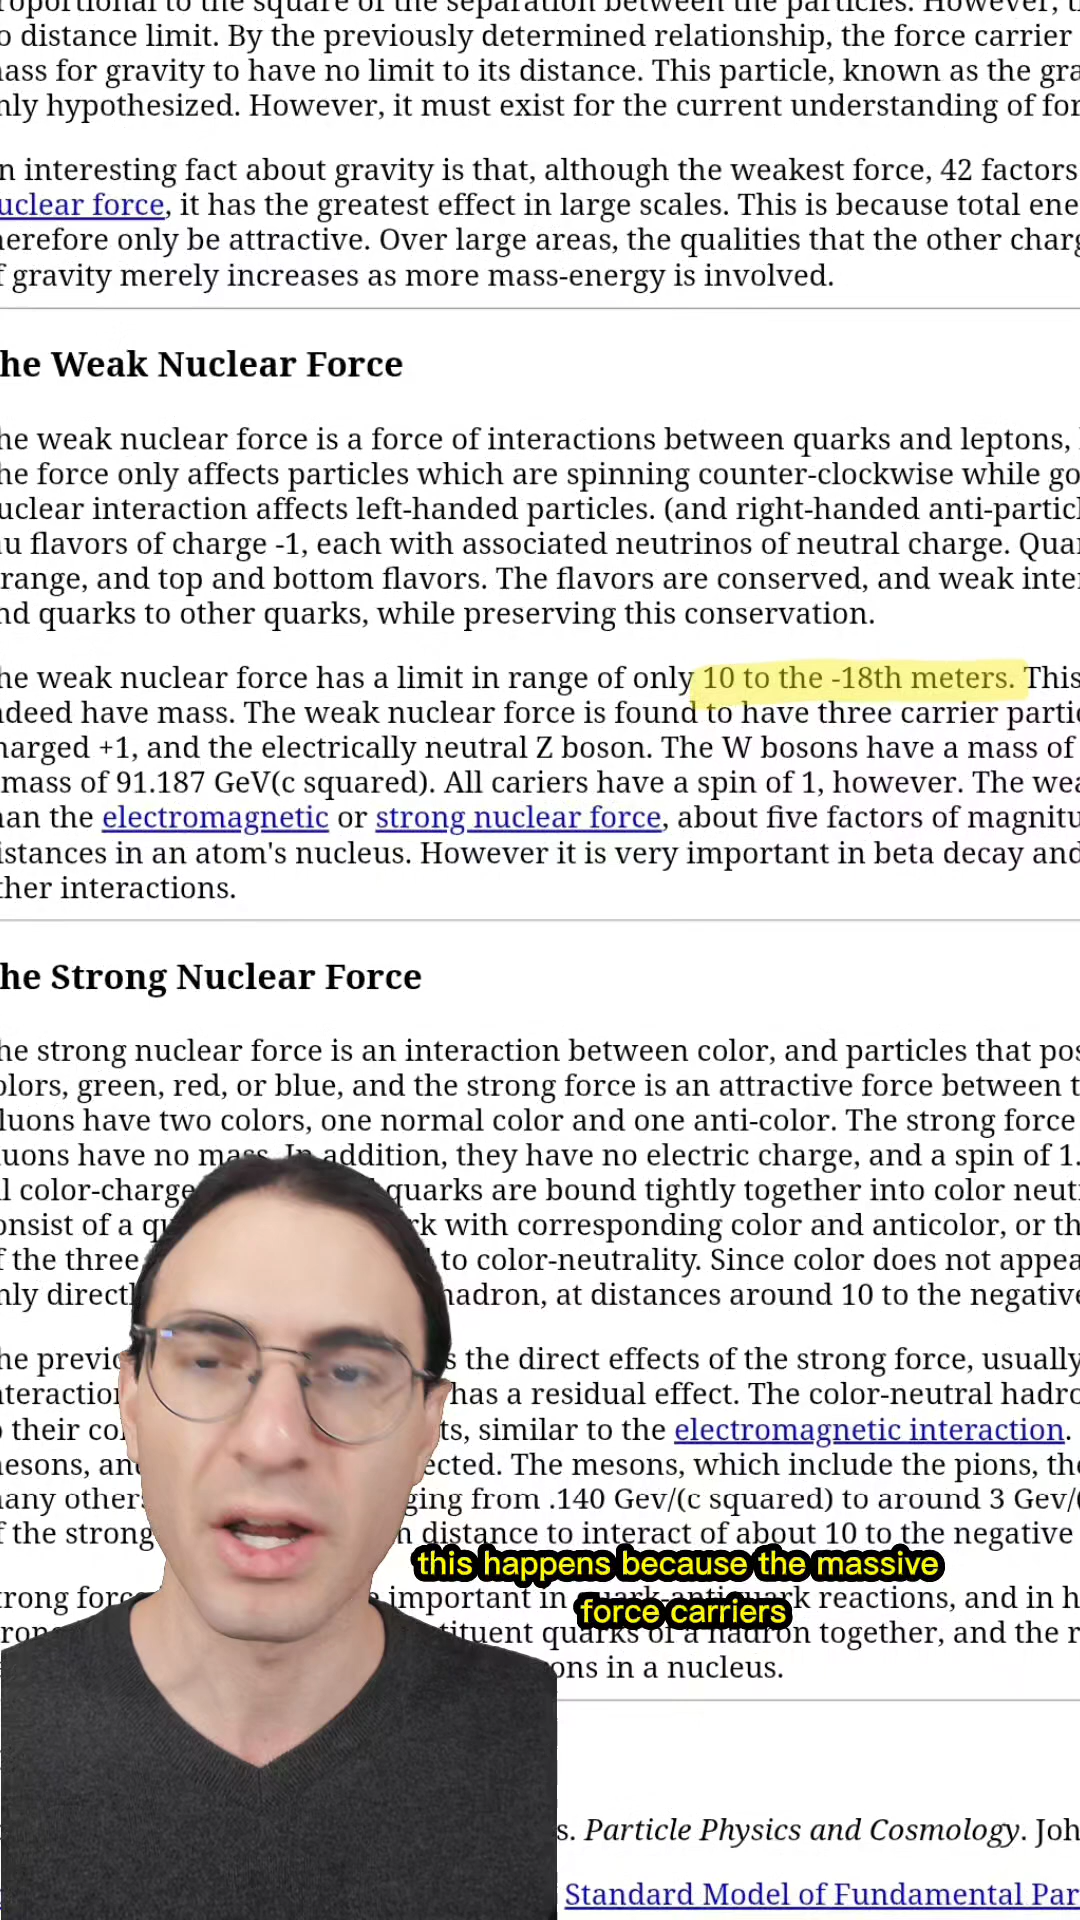 roportional to the square of the separation between the particles. However, t
o distance limit. By the previously determined relationship, the force carrier
ass for gravity to have no limit to its distance. This particle, known as the gra
nly hypothesized. However, it must exist for the current understanding of for
n interesting fact about gravity is that, although the weakest force, 42 factors
uclear force, it has the greatest effect in large scales. This is because total ene
herefore only be attractive. Over large areas, the qualities that the other charg
f gravity merely increases as more mass-energy is involved.
he Weak Nuclear Force
he weak nuclear force is a force of interactions between quarks and leptons,
he force only affects particles which are spinning counter-clockwise while go
uclear interaction affects left-handed particles. (and right-handed anti-particl
au flavors of charge -1, each with associated neutrinos of neutral charge. Quar
range, and top and bottom flavors. The flavors are conserved, and weak inter
nd quarks to other quarks, while preserving this conservation.
he weak nuclear force has a limit in range of only 10 to the -18th meters. This
ndeed have mass. The weak nuclear force is found to have three carrier partic
harged +1, and the electrically neutral Z boson. The W bosons have a mass of
mass of 91.187 GeV(c squared). All cariers have a spin of 1, however. The wea
han the electromagnetic or strong nuclear force, about five factors of magnitu
istances in an atom's nucleus. However it is very important in beta decay and
ther interactions.
he Strong Nuclear Force
he strong nuclear force is an interaction between color, and particles that pos
olors, green, red, or blue, and the strong force is an attractive force between t
luons have two colors, one normal color and one anti-color. The strong force
uons have no mass. In addition, they have no electric charge, and a spin of 1.
ll color-charge quarks are bound tightly together into color neut
onsist of a qu rk with corresponding color and anticolor, or th
f the three to color-neutrality. Since color does not appea
nly directl hadron, at distances around 10 to the negative
he previo s the direct effects of the strong force, usually
nteraction has a residual effect. The color-neutral hadro
o their co ts, similar to the electromagnetic interaction.
nesons, and ected. The mesons, which include the pions, the
nany others ging from .140 Gev/(c squared) to around 3 Gev/(
f the strong n distance to interact of about 10 to the negative
this happens because the massive
force carriers
trong forc important in quark-antiquark reactions, and in h
tron stituent quarks of a hadron together, and the r
ons in a nucleus.
s. Particle Physics and Cosmology. Joh
Standard Model of Fundamental Par